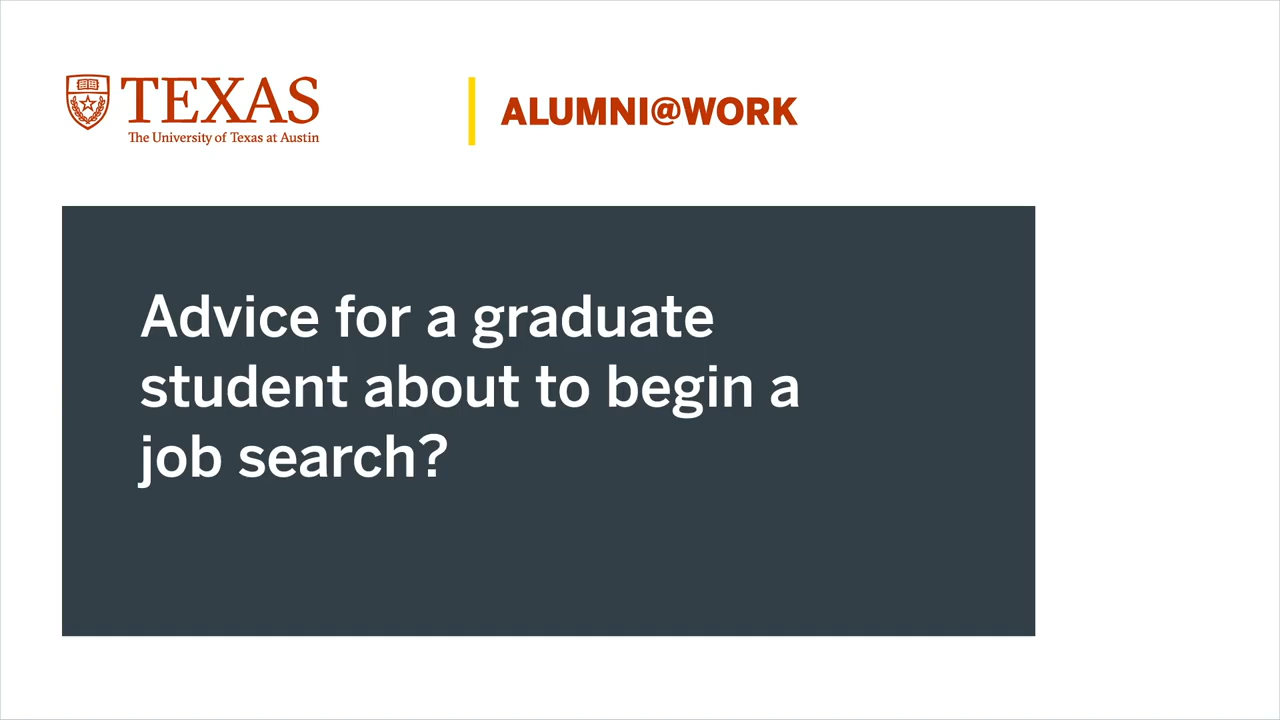 TEXAS
The University of Texas at Austin
ALUMNI@WORK
Advice for a graduate
student about to begin a
job search?